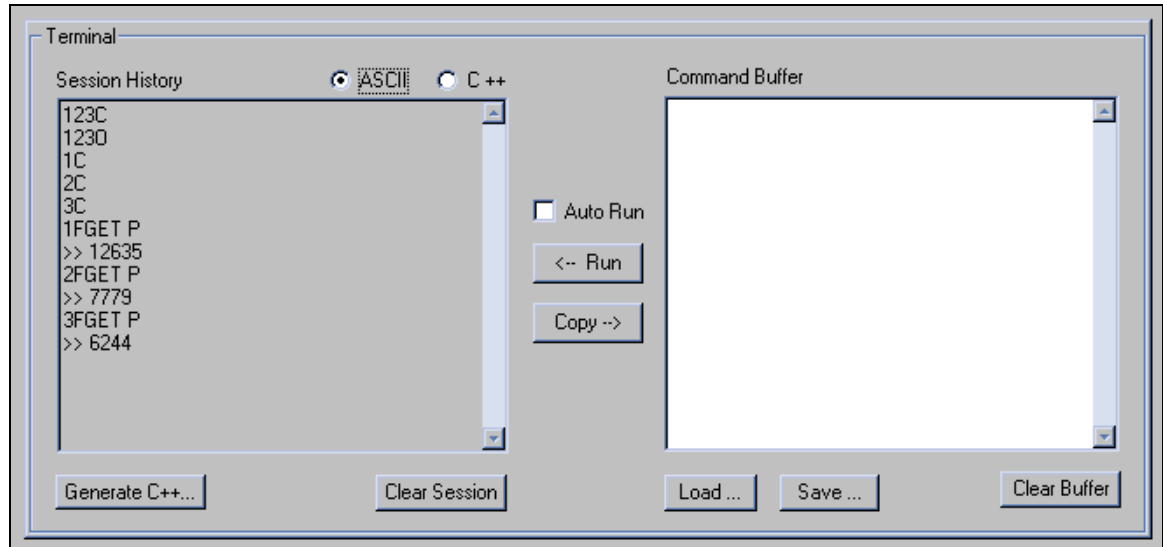 Terminal
Session History ASCII C ++ Command Buffer
123C
123O
1C
2C
3C
1FGET P
>> 12635
2FGET P
>> 7779
3FGET P
>> 6244
Auto Run
<-- Run
Copy -->
Generate C++... Clear Session Load ... Save ... Clear Buffer